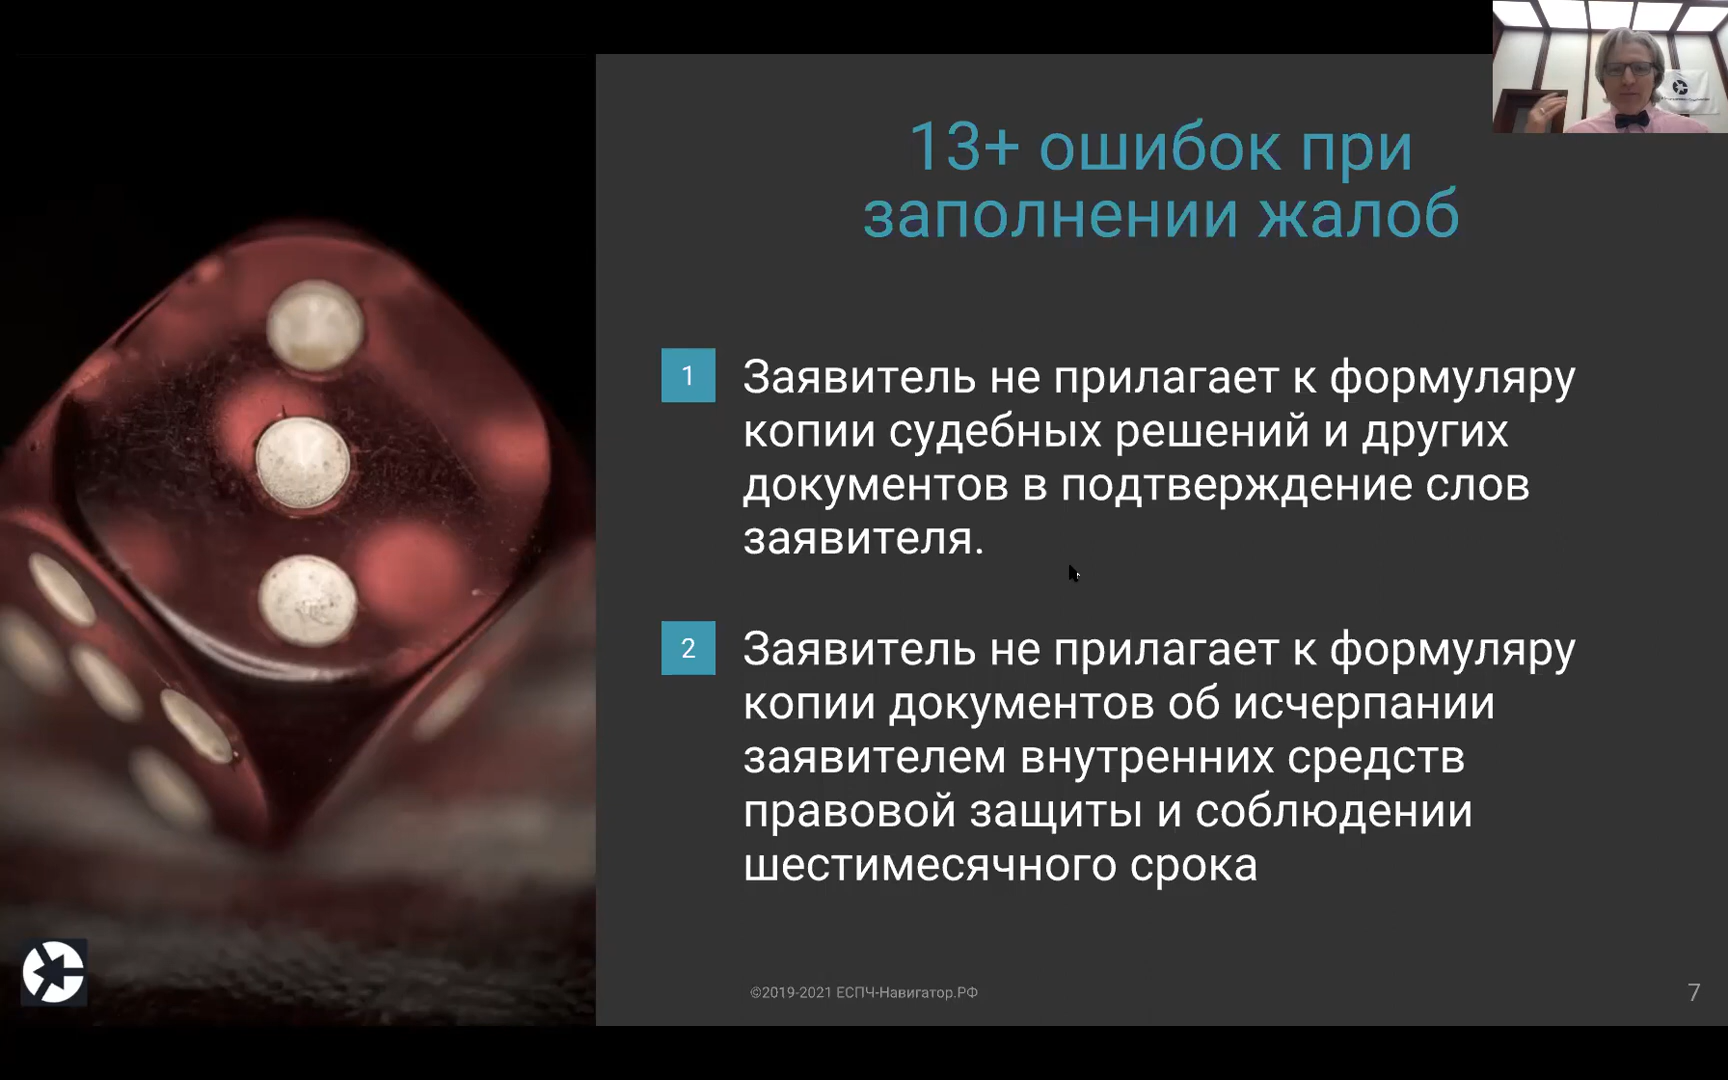 13+ ошибок при
заполнении жалоб
1
Заявитель не прилагает к формуляру
копии судебных решений и других
документов в подтверждение слов
заявителя.
2
Заявитель не прилагает к формуляру
копии документов об исчерпании
заявителем внутренних средств
правовой защиты и соблюдении
шестимесячного срока
©2019-2021 ЕСПЧ-Навигатор.РФ
7